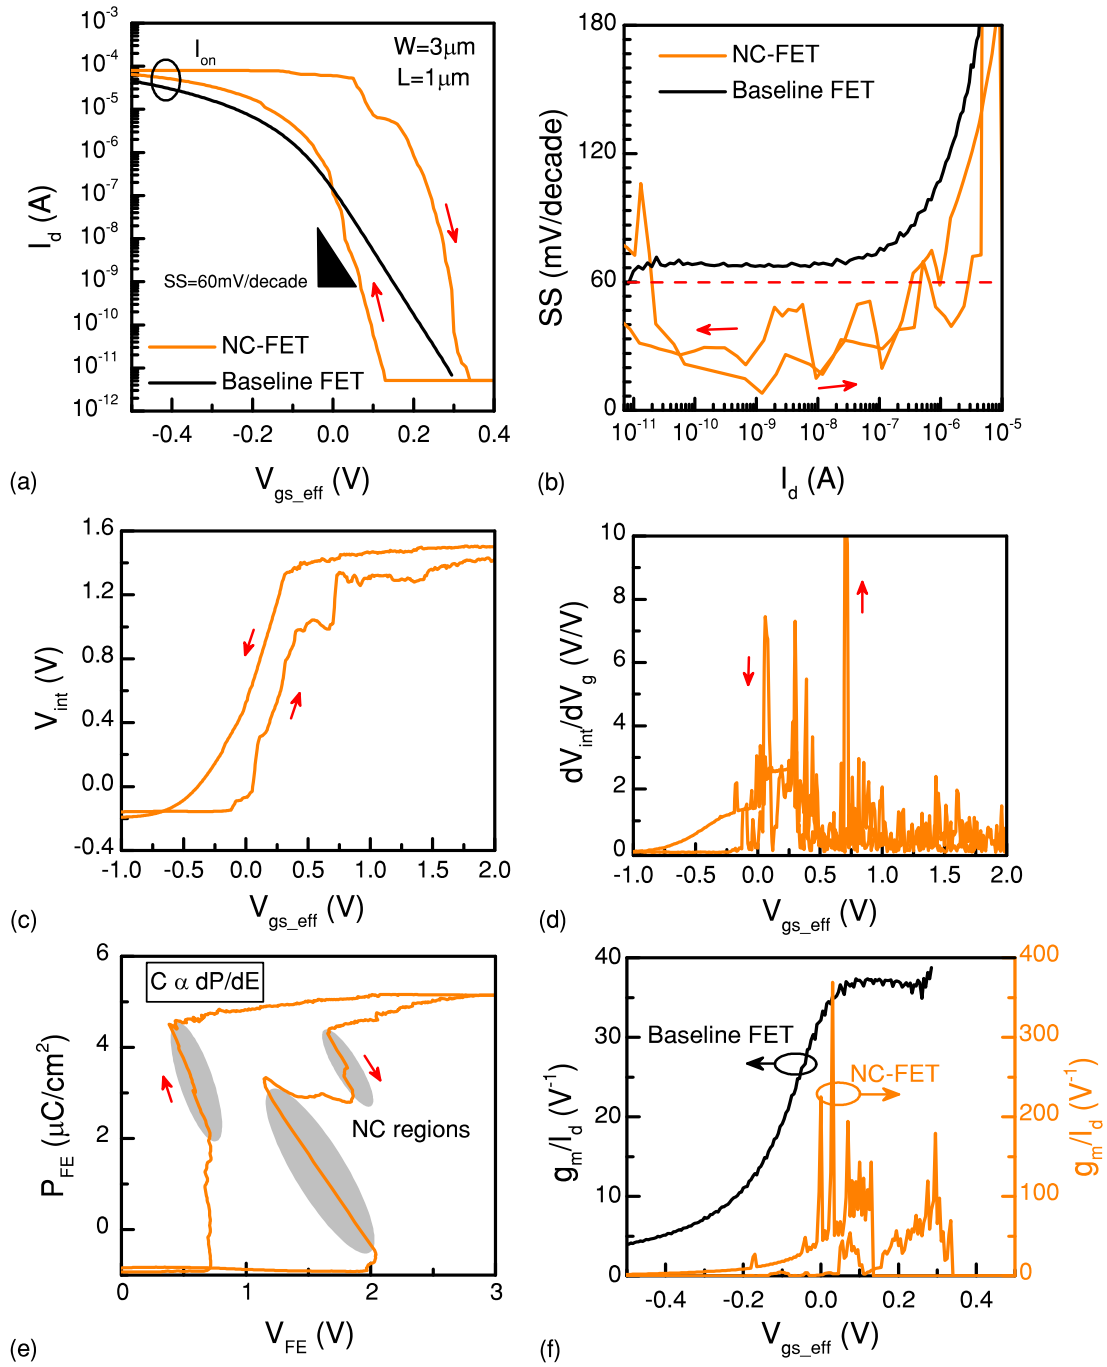 10⁻³
10⁻⁴
10⁻⁵
10⁻⁶
10⁻⁷
10⁻⁸
10⁻⁹
10⁻¹⁰
10⁻¹¹
10⁻¹²
I_d (A)
I_on
W=3μm
L=1μm
SS=60mV/decade
NC-FET
Baseline FET
-0.4 -0.2 0.0 0.2 0.4
(a) V_gs_eff (V)
180
120
60
0
SS (mV/decade)
NC-FET
Baseline FET
10⁻¹¹ 10⁻¹⁰ 10⁻⁹ 10⁻⁸ 10⁻⁷ 10⁻⁶ 10⁻⁵
(b) I_d (A)
1.6
1.2
0.8
0.4
0.0
-0.4
V_int (V)
-1.0 -0.5 0.0 0.5 1.0 1.5 2.0
(c) V_gs_eff (V)
10
8
6
4
2
0
dV_int/dV_g (V/V)
-1.0 -0.5 0.0 0.5 1.0 1.5 2.0
(d) V_gs_eff (V)
6
4
2
0
P_FE (μC/cm²)
C α dP/dE
NC regions
0 1 2 3
(e) V_FE (V)
40
30
20
10
0
g_m/I_d (V⁻¹)
Baseline FET
NC-FET
400
300
200
100
0
g_m/I_d (V⁻¹)
-0.4 -0.2 0.0 0.2 0.4
(f) V_gs_eff (V)